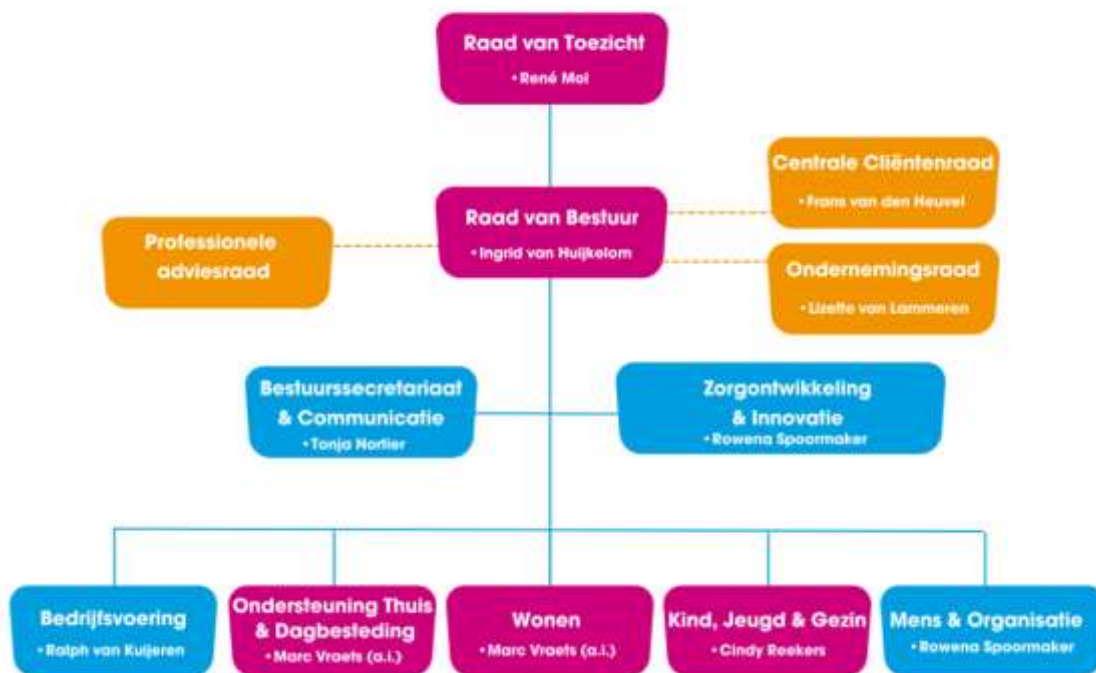 Raad van Toezicht
• René Mol
Centrale Cliëntenraad
• Frans van den Heuvel
Raad van Bestuur
• Ingrid van Huijkelom
Professionele
adviesraad
Ondernemingsraad
• Lizette van Lammeren
Bestuurssecretariaat
& Communicatie
• Tonja Nortier
Zorgontwikkeling
& Innovatie
• Rowena Spoormaker
Bedrijfsvoering
• Ralph van Kuijeren
Ondersteuning Thuis
& Dagbesteding
• Marc Vraets (a.i.)
Wonen
• Marc Vraets (a.i.)
Kind, Jeugd & Gezin
• Cindy Reekers
Mens & Organisatie
• Rowena Spoormaker